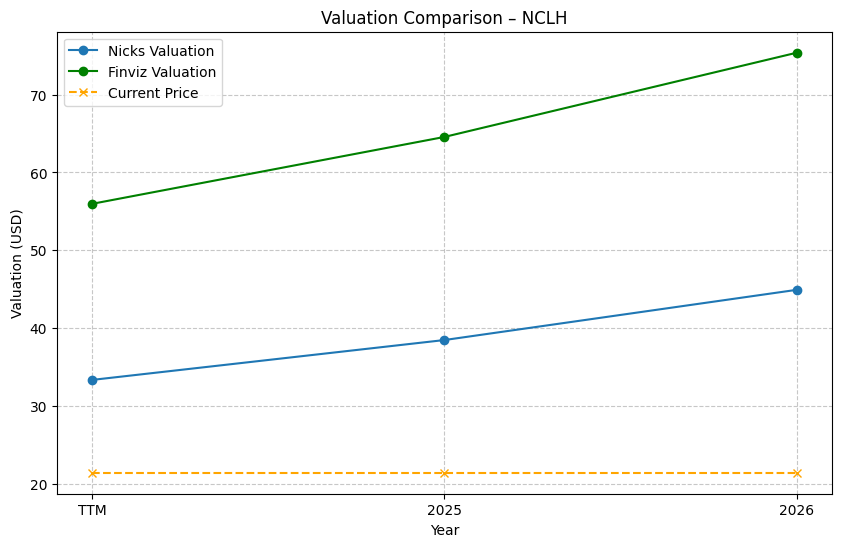 Valuation Comparison – NCLH
Nicks Valuation
Finviz Valuation
Current Price
Valuation (USD)
70
60
50
40
30
20
TTM
2025
2026
Year